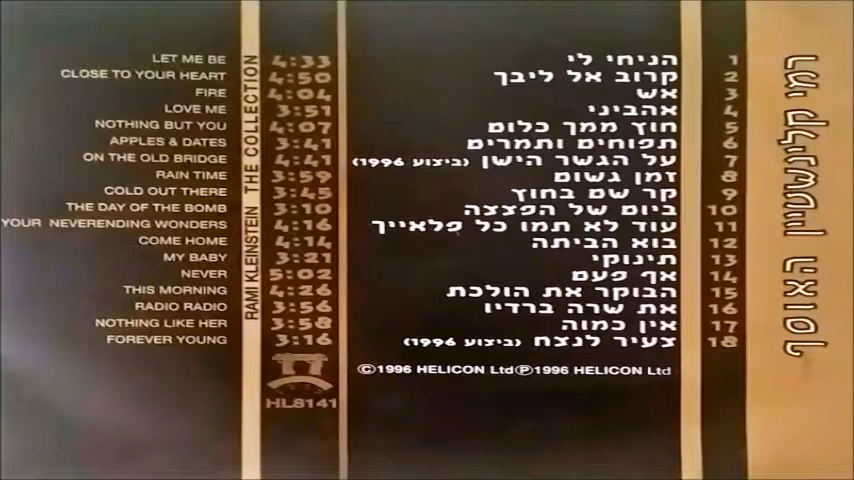 רמי קלינשטיין האוסף
1 הניחי לי 4:33 LET ME BE
2 קרוב אל ליבך 4:50 CLOSE TO YOUR HEART
3 אש 4:04 FIRE
4 אהביני 3:51 LOVE ME
5 חוץ ממך כלום 4:07 NOTHING BUT YOU
6 תפוחים ותמרים 3:41 APPLES & DATES
7 על הגשר הישן (ביצוע 1996) 4:41 ON THE OLD BRIDGE
8 זמן גשום 3:59 RAIN TIME
9 קר שם בחוץ 3:45 COLD OUT THERE
10 ביום של הפצצה 3:10 THE DAY OF THE BOMB
11 עוד לא תמו כל פלאייך 4:16 YOUR NEVERENDING WONDERS
12 בוא הביתה 4:14 COME HOME
13 תינוקי 3:21 MY BABY
14 אף פעם 5:02 NEVER
15 הבוקר את הולכת 4:26 THIS MORNING
16 את שרה ברדיו 3:56 RADIO RADIO
17 אין כמוה 3:58 NOTHING LIKE HER
18 צעיר לנצח (ביצוע 1996) 3:16 FOREVER YOUNG
©1996 HELICON Ltd℗1996 HELICON Ltd
HL8141
RAMI KLEINSTEIN THE COLLECTION